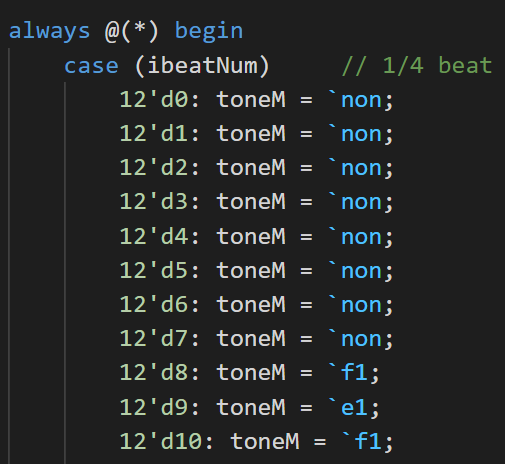 always @(*) begin
case (ibeatNum) // 1/4 beat
12'd0: toneM = `non;
12'd1: toneM = `non;
12'd2: toneM = `non;
12'd3: toneM = `non;
12'd4: toneM = `non;
12'd5: toneM = `non;
12'd6: toneM = `non;
12'd7: toneM = `non;
12'd8: toneM = `f1;
12'd9: toneM = `e1;
12'd10: toneM = `f1;